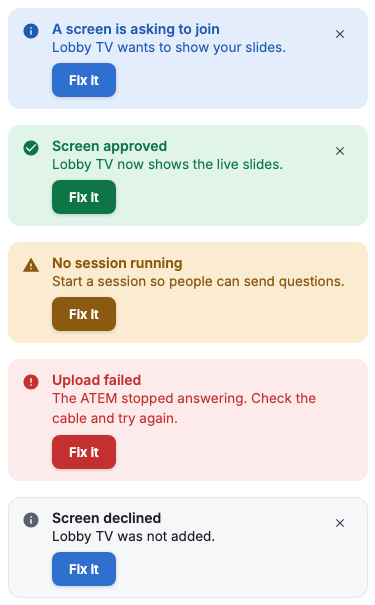 A screen is asking to join
Lobby TV wants to show your slides.
Fix it
Screen approved
Lobby TV now shows the live slides.
Fix it
No session running
Start a session so people can send questions.
Fix it
Upload failed
The ATEM stopped answering. Check the
cable and try again.
Fix it
Screen declined
Lobby TV was not added.
Fix it